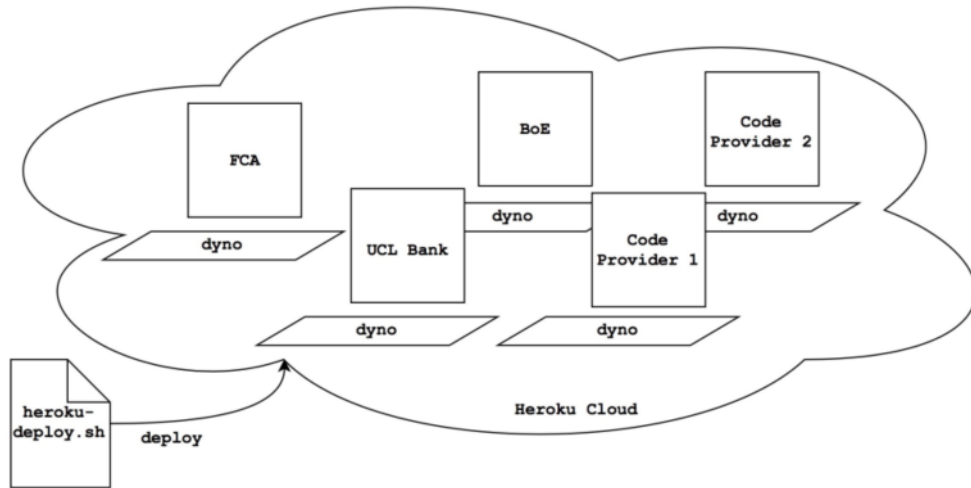 BoE
Code
Provider 2
FCA
dyno
dyno
dyno
UCL Bank
Code
Provider 1
dyno
dyno
heroku-
deploy.sh
deploy
Heroku Cloud